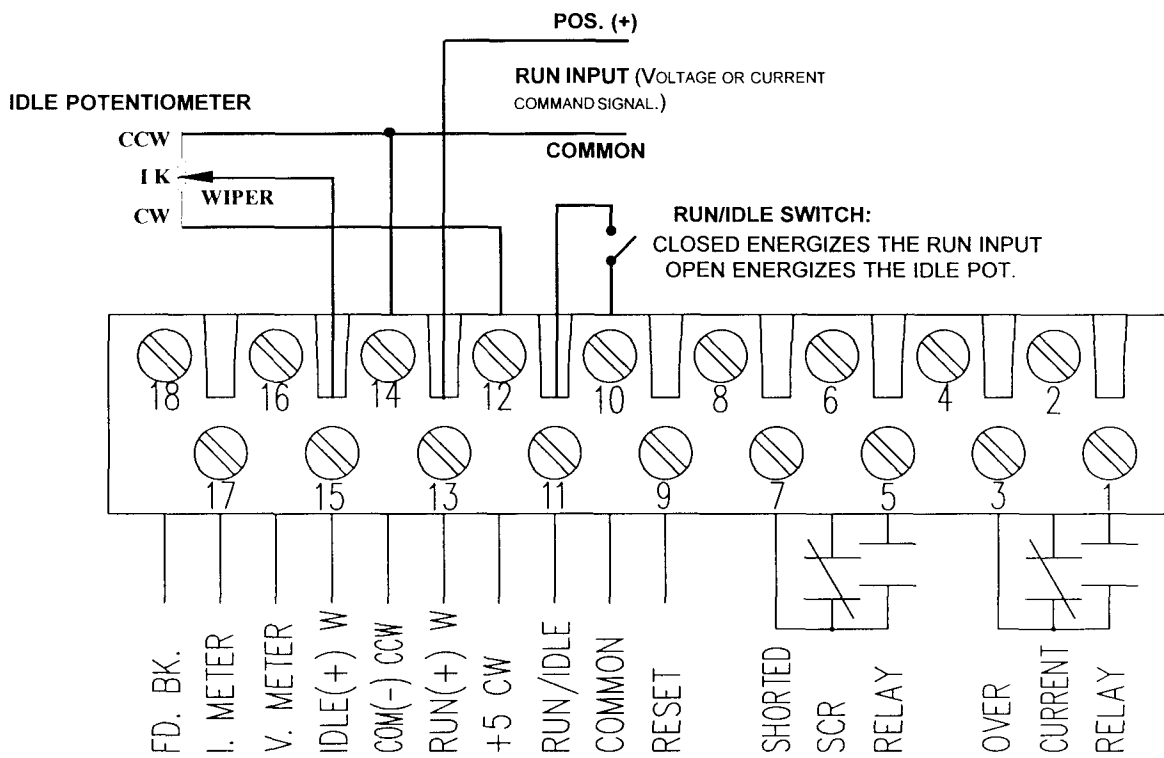 POS. (+)
RUN INPUT (VOLTAGE OR CURRENT
COMMAND SIGNAL.)
IDLE POTENTIOMETER
CCW
COMMON
1 K
WIPER
CW
RUN/IDLE SWITCH:
CLOSED ENERGIZES THE RUN INPUT
OPEN ENERGIZES THE IDLE POT.
18 16 14 12 10 8 6 4 2
17 15 13 11 9 7 5 3 1
FD. BK.
I. METER
V. METER
IDLE(+) W
COM(-) CCW
RUN(+) W
+5 CW
RUN/IDLE
COMMON
RESET
SHORTED
SCR
RELAY
OVER
CURRENT
RELAY